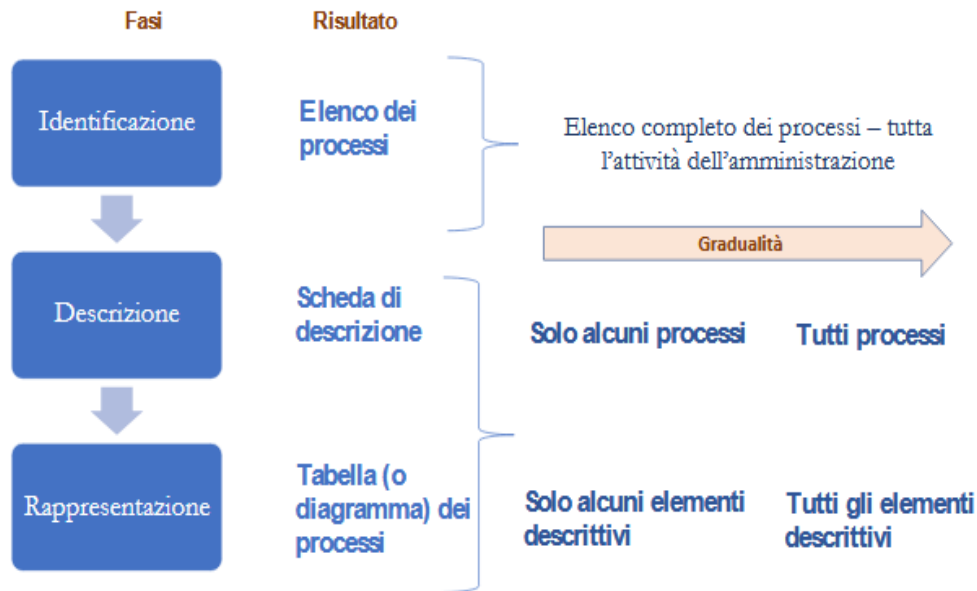 Fasi
Risultato
Identificazione
Elenco dei
processi
Elenco completo dei processi – tutta
l'attività dell'amministrazione
Gradualità
Descrizione
Scheda di
descrizione
Solo alcuni processi
Tutti processi
Rappresentazione
Tabella (o
diagramma) dei
processi
Solo alcuni elementi
descrittivi
Tutti gli elementi
descrittivi